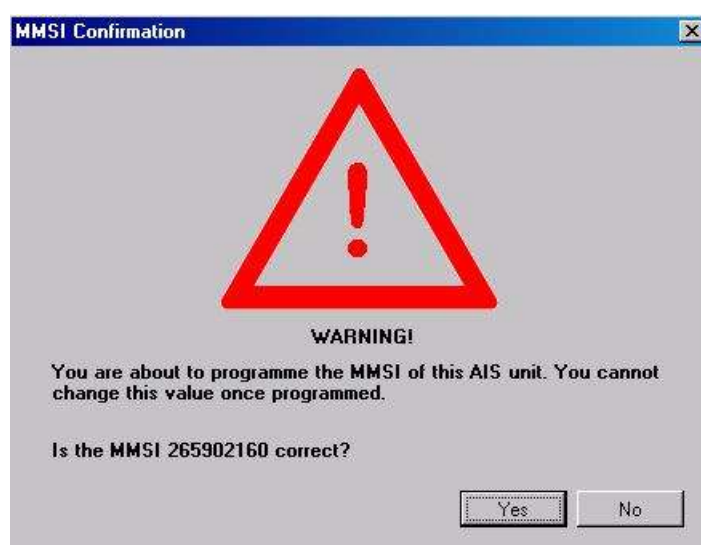 MMSI Confirmation
WARNING!
You are about to programme the MMSI of this AIS unit. You cannot
change this value once programmed.
Is the MMSI 265902160 correct?
Yes No